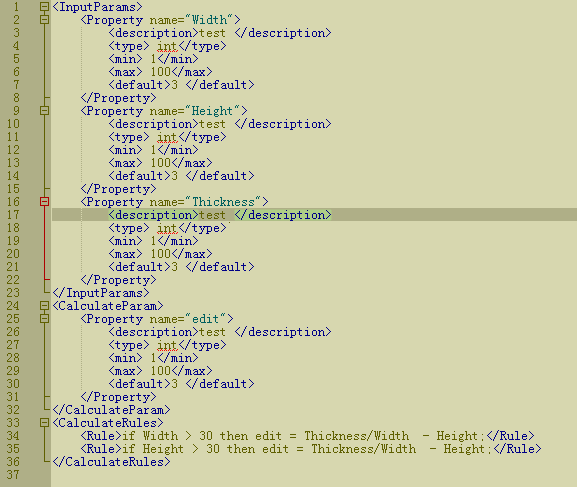 1 <InputParams>
2 <Property name="Width">
3 <description>test </description>
4 <type> int</type>
5 <min> 1</min>
6 <max> 100</max>
7 <default>3 </default>
8 </Property>
9 <Property name="Height">
10 <description>test </description>
11 <type> int</type>
12 <min> 1</min>
13 <max> 100</max>
14 <default>3 </default>
15 </Property>
16 <Property name="Thickness">
17 <description>test </description>
18 <type> int</type>
19 <min> 1</min>
20 <max> 100</max>
21 <default>3 </default>
22 </Property>
23 </InputParams>
24 <CalculateParam>
25 <Property name="edit">
26 <description>test </description>
27 <type> int</type>
28 <min> 1</min>
29 <max> 100</max>
30 <default>3 </default>
31 </Property>
32 </CalculateParam>
33 <CalculateRules>
34 <Rule>if Width > 30 then edit = Thickness/Width  - Height;</Rule>
35 <Rule>if Height > 30 then edit = Thickness/Width  - Height;</Rule>
36 </CalculateRules>
37